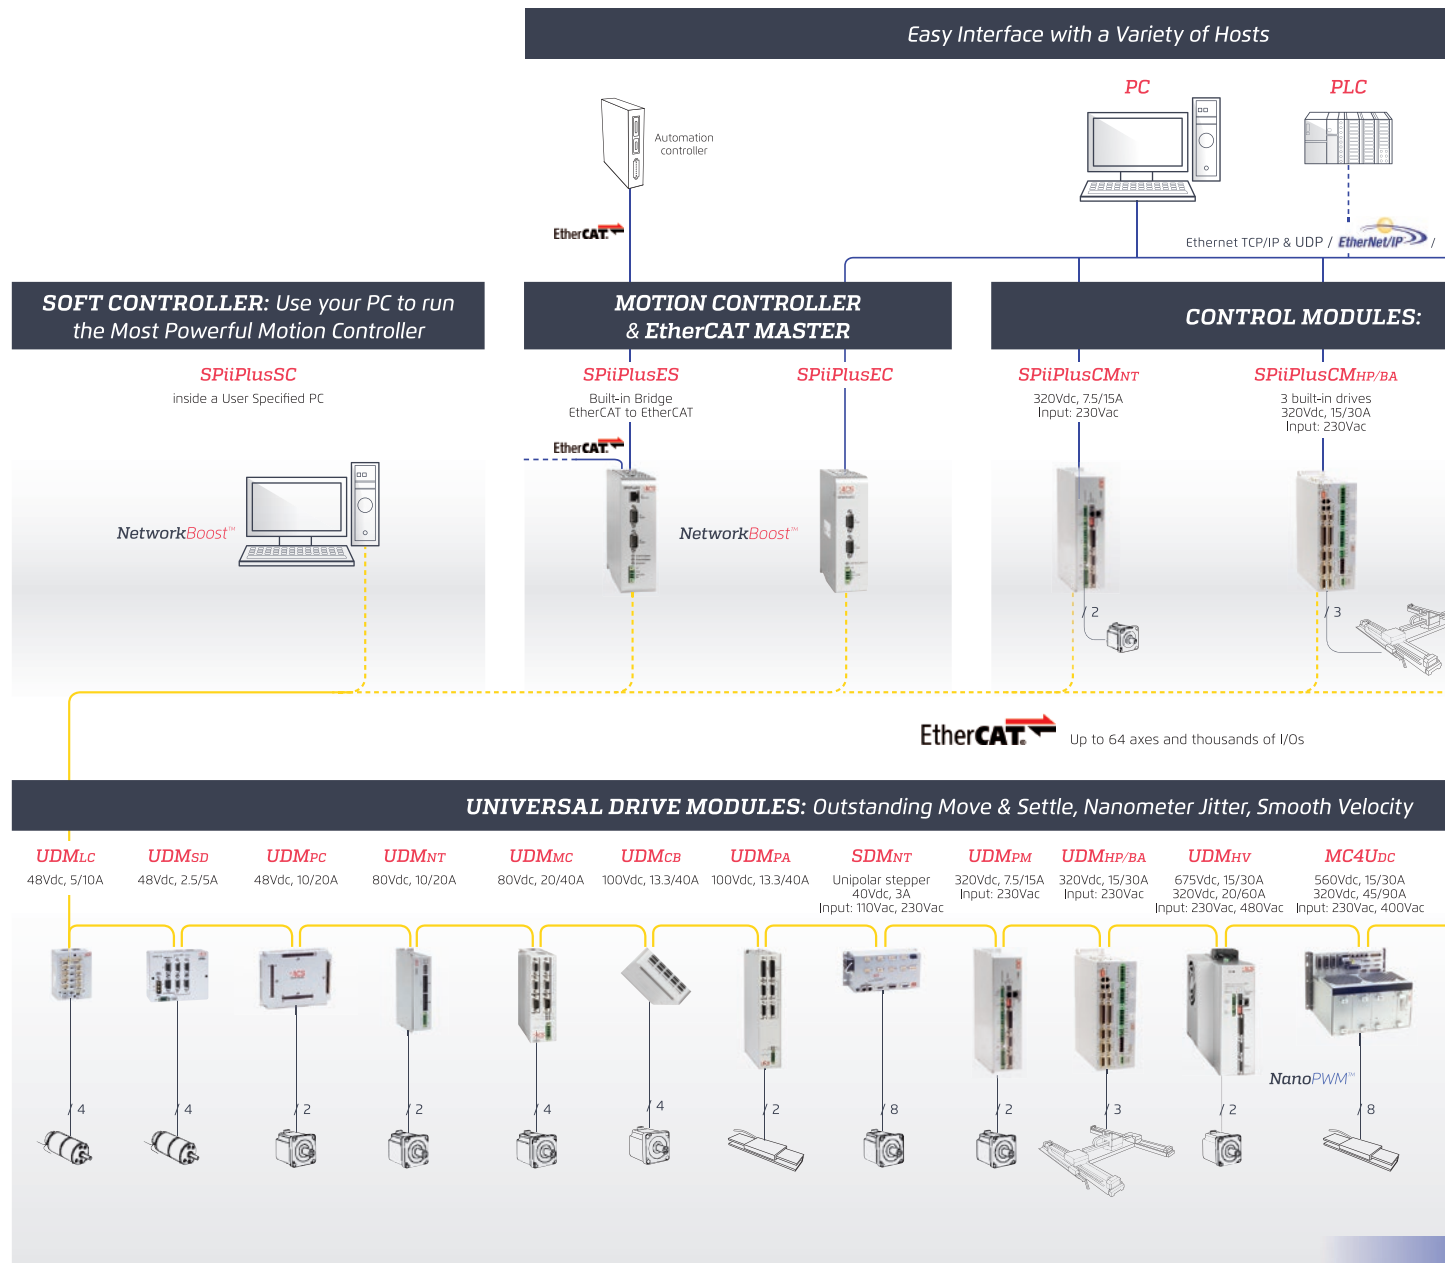 Easy Interface with a Variety of Hosts
PC
PLC
Automation
controller
EtherCAT
Ethernet TCP/IP & UDP / EtherNet/IP /
SOFT CONTROLLER: Use your PC to run
the Most Powerful Motion Controller
MOTION CONTROLLER
& EtherCAT MASTER
CONTROL MODULES:
SPiiPlusSC
inside a User Specified PC
SPiiPlusES
Built-in Bridge
EtherCAT to EtherCAT
SPiiPlusEC
SPiiPlusCMNT
320Vdc, 7.5/15A
Input: 230Vac
SPiiPlusCMHP/BA
3 built-in drives
320Vdc, 15/30A
Input: 230Vac
EtherCAT
NetworkBoost™
NetworkBoost™
/ 2
/ 3
EtherCAT® Up to 64 axes and thousands of I/Os
UNIVERSAL DRIVE MODULES: Outstanding Move & Settle, Nanometer Jitter, Smooth Velocity
UDMLC
48Vdc, 5/10A
UDMSD
48Vdc, 2.5/5A
UDMPC
48Vdc, 10/20A
UDMNT
80Vdc, 10/20A
UDMMC
80Vdc, 20/40A
UDMCB
100Vdc, 13.3/40A
UDMPA
100Vdc, 13.3/40A
SDMNT
Unipolar stepper
40Vdc, 3A
Input: 110Vac, 230Vac
UDMPM
320Vdc, 7.5/15A
Input: 230Vac
UDMHP/BA
320Vdc, 15/30A
Input: 230Vac
UDMHV
675Vdc, 15/30A
320Vdc, 20/60A
Input: 230Vac, 480Vac
MC4UDC
560Vdc, 15/30A
320Vdc, 45/90A
Input: 230Vac, 400Vac
NanoPWM™
/ 4
/ 4
/ 2
/ 2
/ 4
/ 4
/ 2
/ 8
/ 2
/ 3
/ 2
/ 8